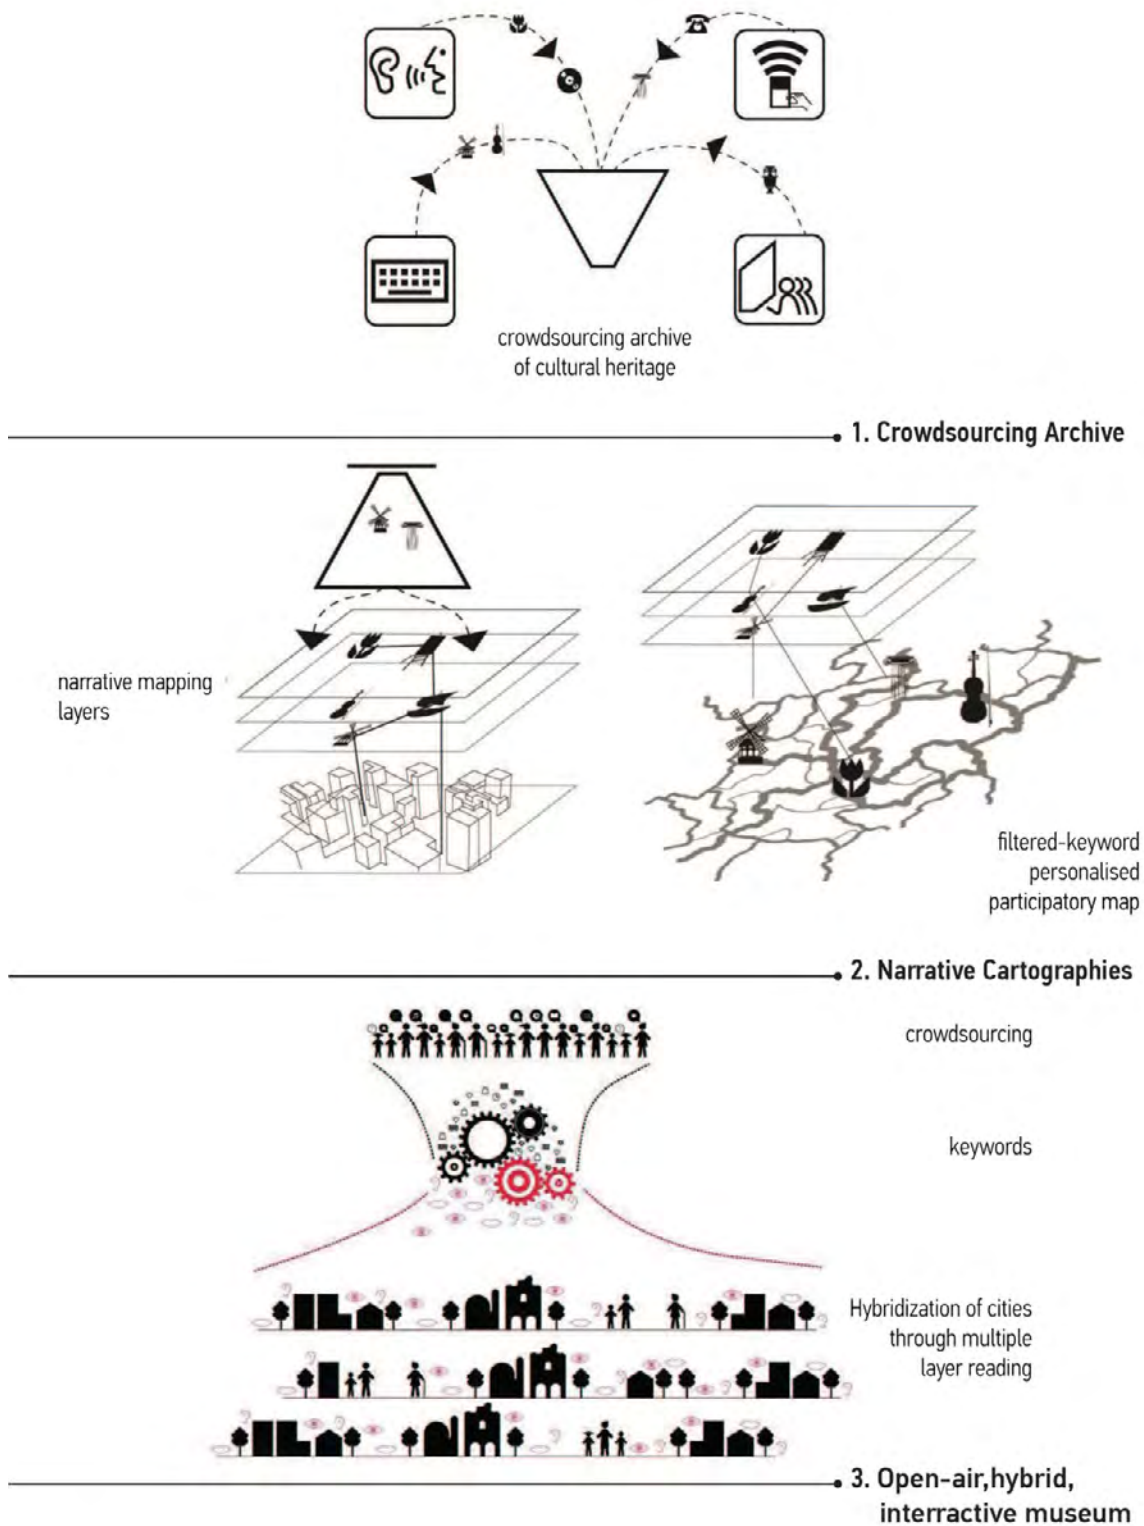 crowdsourcing archive
of cultural heritage
1. Crowdsourcing Archive
narrative mapping
layers
filtered-keyword
personalised
participatory map
2. Narrative Cartographies
crowdsourcing
keywords
Hybridization of cities
through multiple
layer reading
3. Open-air,hybrid,
interractive museum